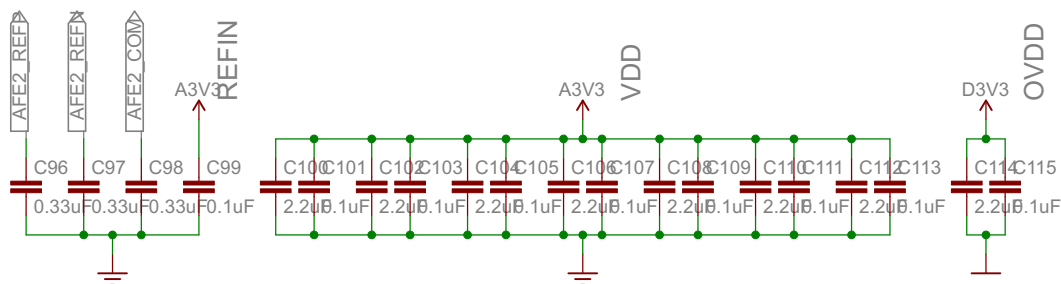 AFE2_REFP
AFE2_REFN
AFE2_COM
REFIN
VDD
OVDD
A3V3
A3V3
D3V3
C96
C97
C98
C99
C100
C101
C102
C103
C104
C105
C106
C107
C108
C109
C110
C111
C112
C113
C114
C115
0.33uF
0.33uF
0.33uF
0.1uF
2.2uF
0.1uF
2.2uF
0.1uF
2.2uF
0.1uF
2.2uF
0.1uF
2.2uF
0.1uF
2.2uF
0.1uF
2.2uF
0.1uF
2.2uF
0.1uF